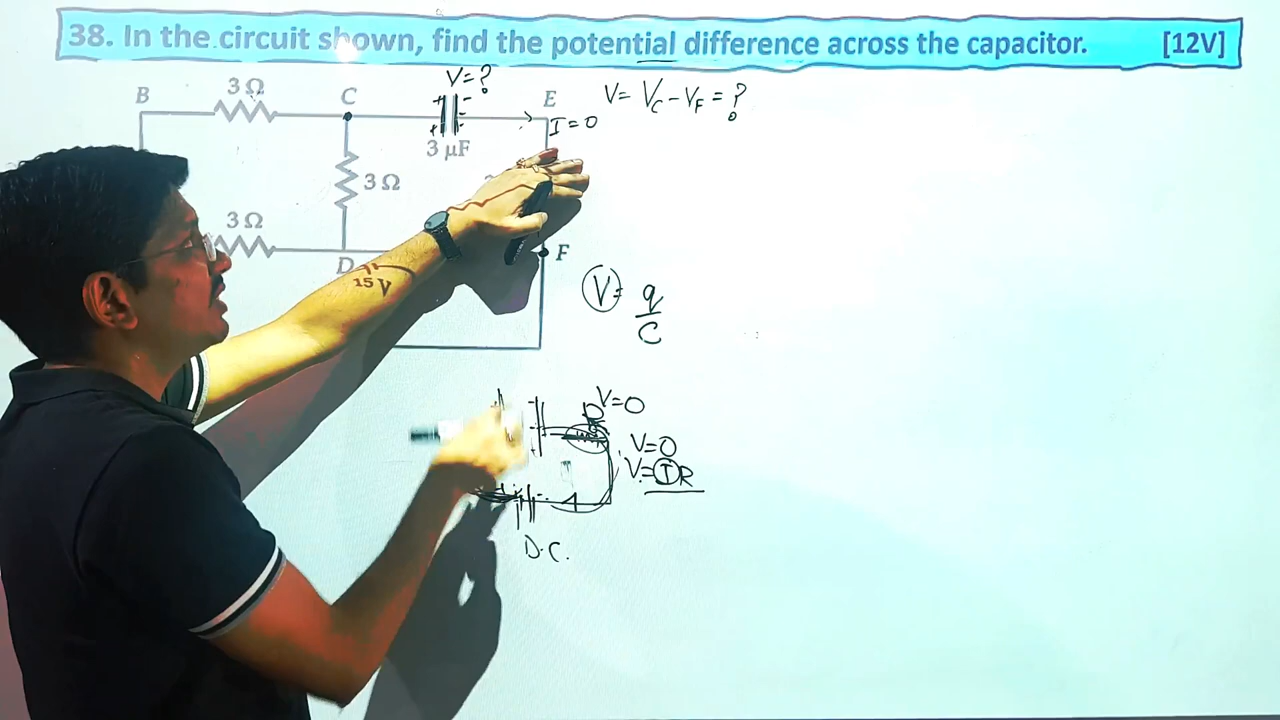 38. In the circuit shown, find the potential difference across the capacitor. [12V]
V=?
3 Ω
B
C
E
V= V_C - V_F = ?
I=0
3 μF
3 Ω
3 Ω
D
F
15 V
V= q/C
R
V=0
V=0
V=IR
D.C.